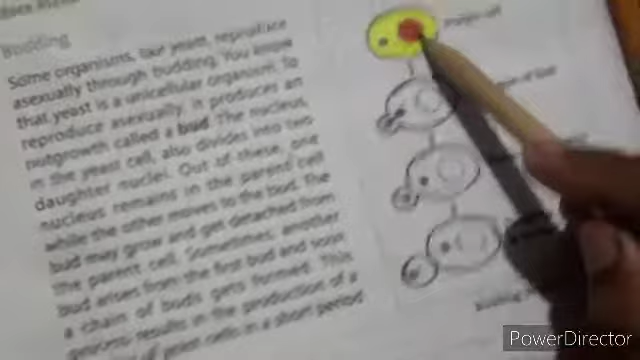 Budding
Some organisms, like yeast, reproduce
asexually through budding. You know
that yeast is a unicellular organism. To
reproduce asexually, it produces an
outgrowth called a bud. The nucleus,
in the yeast cell, also divides into two
daughter nuclei. Out of these, one
nucleus remains in the parent cell
while the other moves to the bud. The
bud may grow and get detached from
the parent cell. Sometimes, another
bud arises from the first bud and soon
a chain of buds gets formed. This
process results in the production of a
of yeast cells in a short period
PowerDirector